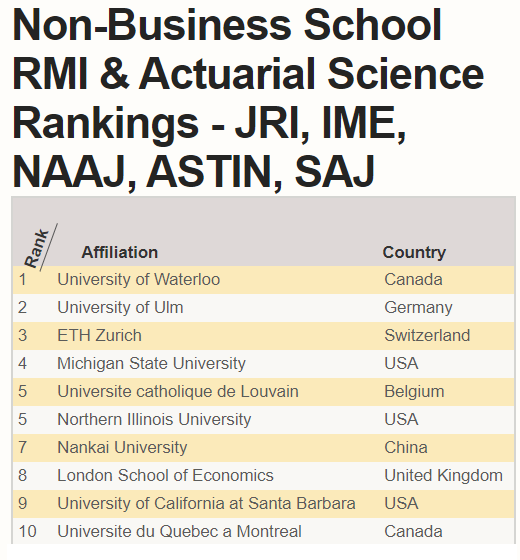 Non-Business School
RMI & Actuarial Science
Rankings - JRI, IME,
NAAJ, ASTIN, SAJ
Rank Affiliation Country
1 University of Waterloo Canada
2 University of Ulm Germany
3 ETH Zurich Switzerland
4 Michigan State University USA
5 Universite catholique de Louvain Belgium
5 Northern Illinois University USA
7 Nankai University China
8 London School of Economics United Kingdom
9 University of California at Santa Barbara USA
10 Universite du Quebec a Montreal Canada